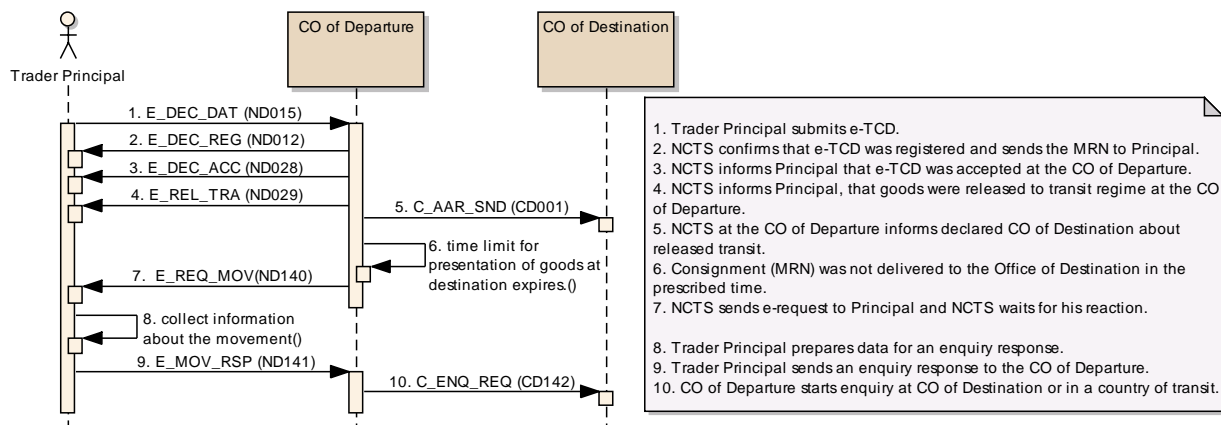 CO of Departure
CO of Destination
Trader Principal
1. E_DEC_DAT (ND015)
2. E_DEC_REG (ND012)
3. E_DEC_ACC (ND028)
4. E_REL_TRA (ND029)
5. C_AAR_SND (CD001)
6. time limit for
presentation of goods at
destination expires.()
7. E_REQ_MOV(ND140)
8. collect information
about the movement()
9. E_MOV_RSP (ND141)
10. C_ENQ_REQ (CD142)
1. Trader Principal submits e-TCD.
2. NCTS confirms that e-TCD was registered and sends the MRN to Principal.
3. NCTS informs Principal that e-TCD was accepted at the CO of Departure.
4. NCTS informs Principal, that goods were released to transit regime at the CO
of Departure.
5. NCTS at the CO of Departure informs declared CO of Destination about
released transit.
6. Consignment (MRN) was not delivered to the Office of Destination in the
prescribed time.
7. NCTS sends e-request to Principal and NCTS waits for his reaction.
8. Trader Principal prepares data for an enquiry response.
9. Trader Principal sends an enquiry response to the CO of Departure.
10. CO of Departure starts enquiry at CO of Destination or in a country of transit.